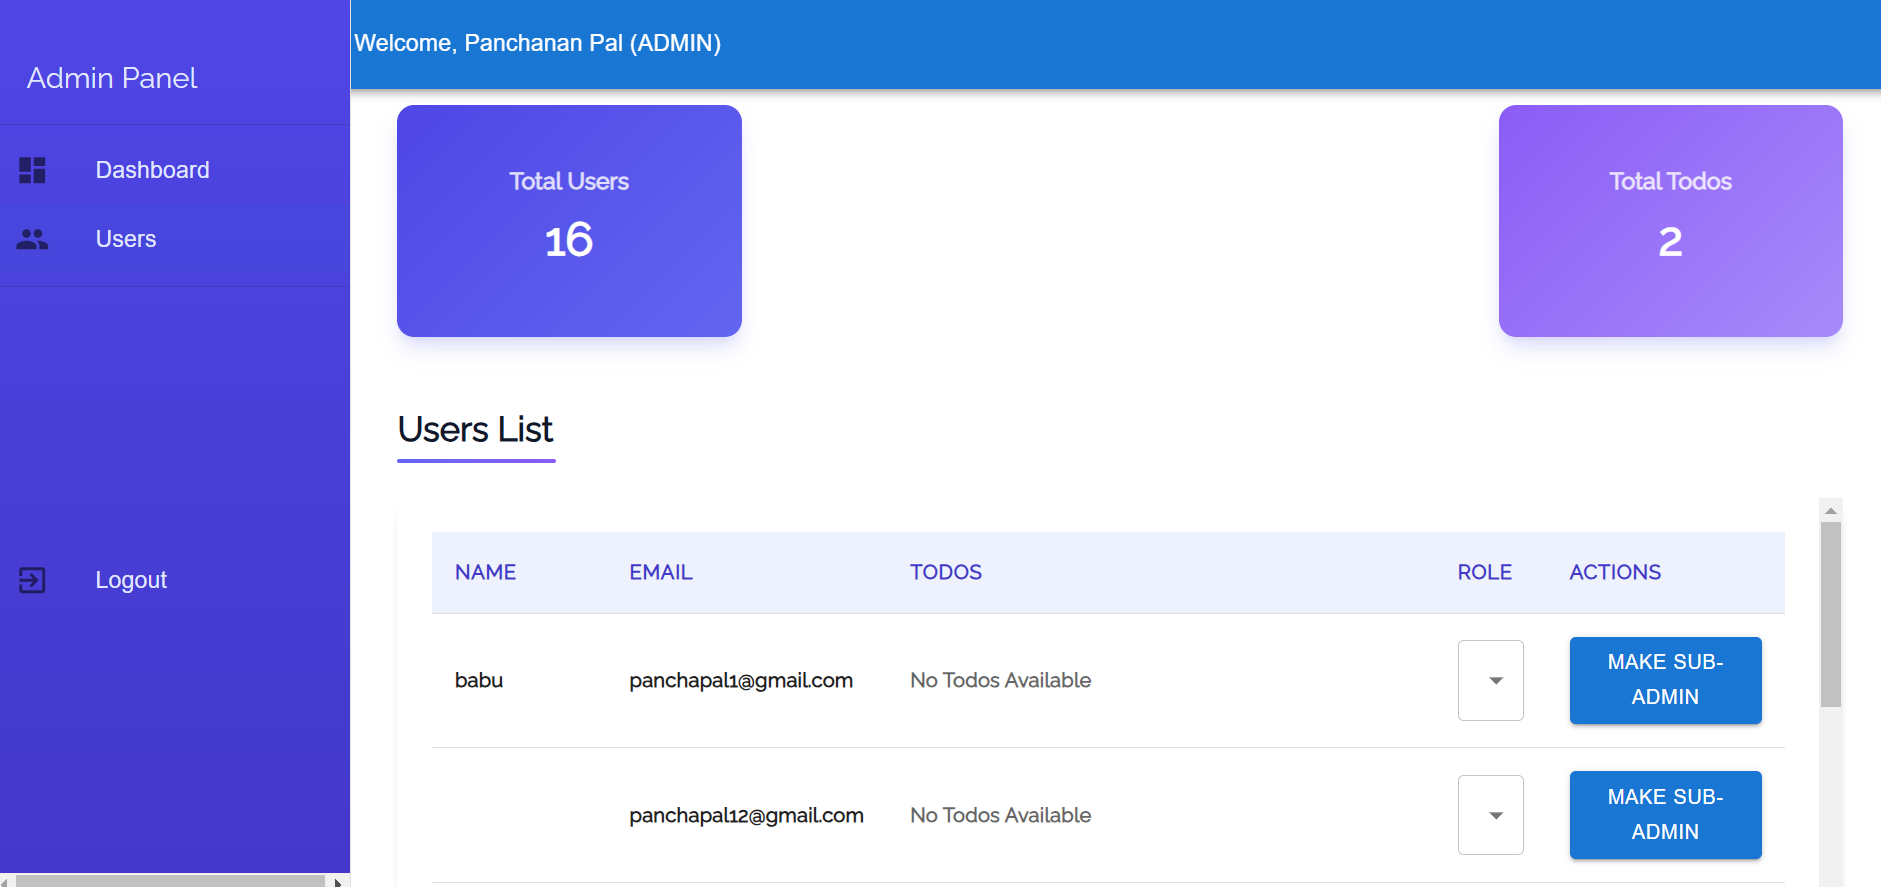 Admin Panel
Dashboard
Users
Logout
Welcome, Panchanan Pal (ADMIN)
Total Users
16
Total Todos
2
Users List
NAME EMAIL TODOS ROLE ACTIONS
babu panchapal1@gmail.com No Todos Available MAKE SUB-
ADMIN
panchapal12@gmail.com No Todos Available MAKE SUB-
ADMIN